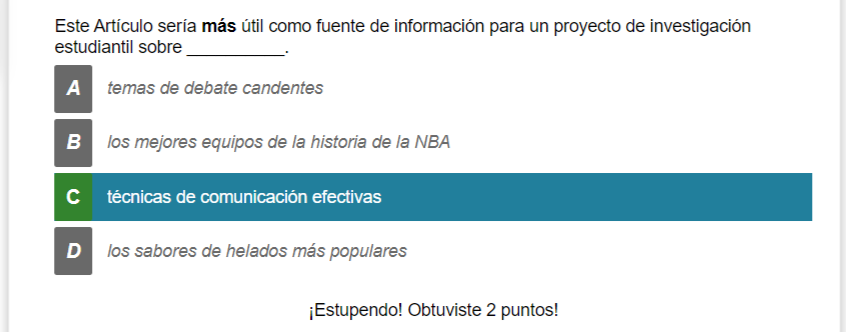 Este Artículo sería más útil como fuente de información para un proyecto de investigación
estudiantil sobre __________.
A temas de debate candentes
B los mejores equipos de la historia de la NBA
C técnicas de comunicación efectivas
D los sabores de helados más populares
¡Estupendo! Obtuviste 2 puntos!